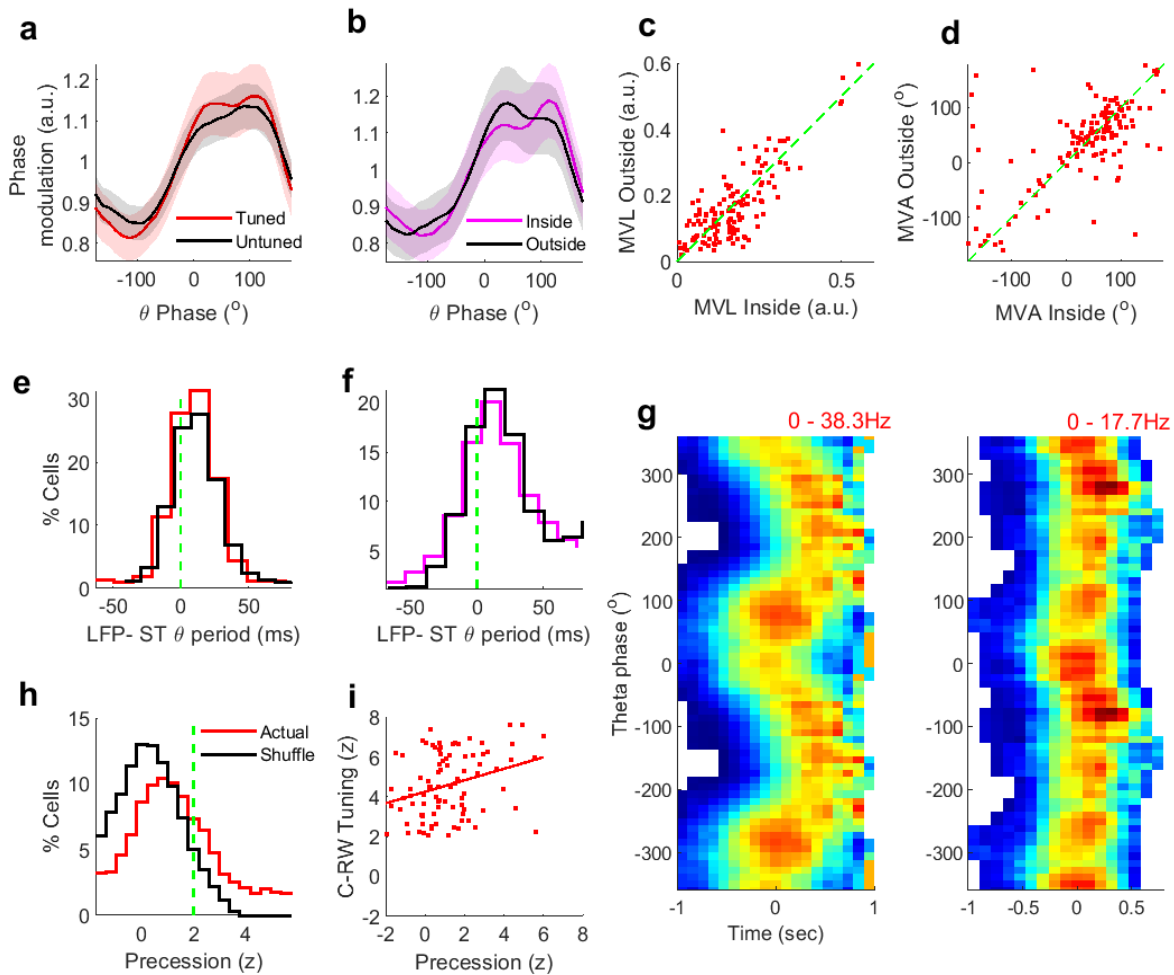 a
Phase
modulation (a.u.)
1.2
1.1
1
0.9
0.8
Tuned
Untuned
-100 0 100
θ Phase (o)
b
1.2
1.1
1
0.9
0.8
Inside
Outside
-100 0 100
θ Phase (o)
c
MVL Outside (a.u.)
0.6
0.4
0.2
0
0 0.5
MVL Inside (a.u.)
d
MVA Outside (o)
100
0
-100
-100 0 100
MVA Inside (o)
e
% Cells
30
20
10
0
-50 0 50
LFP- ST θ period (ms)
f
20
15
10
5
-50 0 50
LFP- ST θ period (ms)
g
0 - 38.3Hz
0 - 17.7Hz
Theta phase (o)
300
200
100
0
-100
-200
-300
-1 0 1
Time (sec)
300
200
100
0
-100
-200
-300
-1 -0.5 0 0.5
h
% Cells
15
10
5
0
Actual
Shuffle
0 2 4
Precession (z)
i
C-RW Tuning (z)
8
6
4
2
0
-2
-2 0 2 4 6 8
Precession (z)